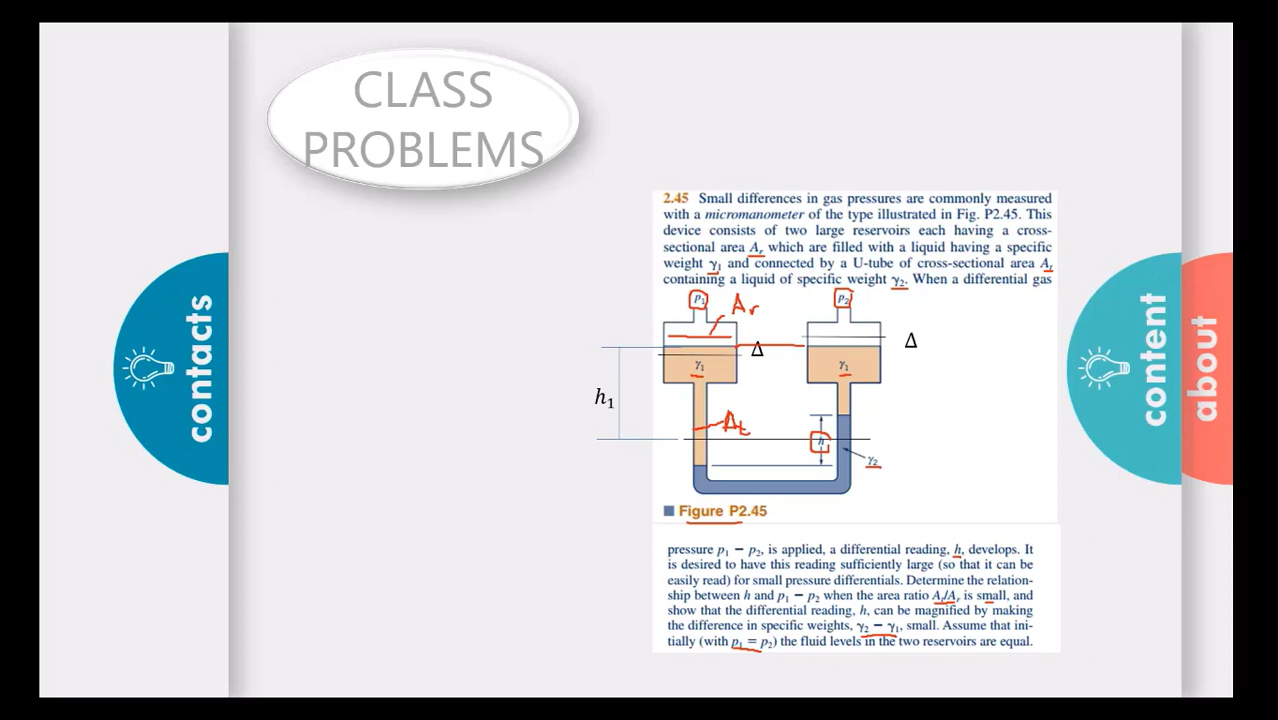 CLASS
PROBLEMS
contacts
content
about
2.45 Small differences in gas pressures are commonly measured
with a micromanometer of the type illustrated in Fig. P2.45. This
device consists of two large reservoirs each having a cross-
sectional area Aᵣ which are filled with a liquid having a specific
weight γ₁ and connected by a U-tube of cross-sectional area Aₜ
containing a liquid of specific weight γ₂. When a differential gas
p₁
Ar
p₂
Δ
Δ
γ₁
γ₁
h₁
At
h
γ₂
Figure P2.45
pressure p₁ − p₂, is applied, a differential reading, h, develops. It
is desired to have this reading sufficiently large (so that it can be
easily read) for small pressure differentials. Determine the relation-
ship between h and p₁ − p₂ when the area ratio Aₜ/Aᵣ is small, and
show that the differential reading, h, can be magnified by making
the difference in specific weights, γ₂ − γ₁, small. Assume that ini-
tially (with p₁ = p₂) the fluid levels in the two reservoirs are equal.